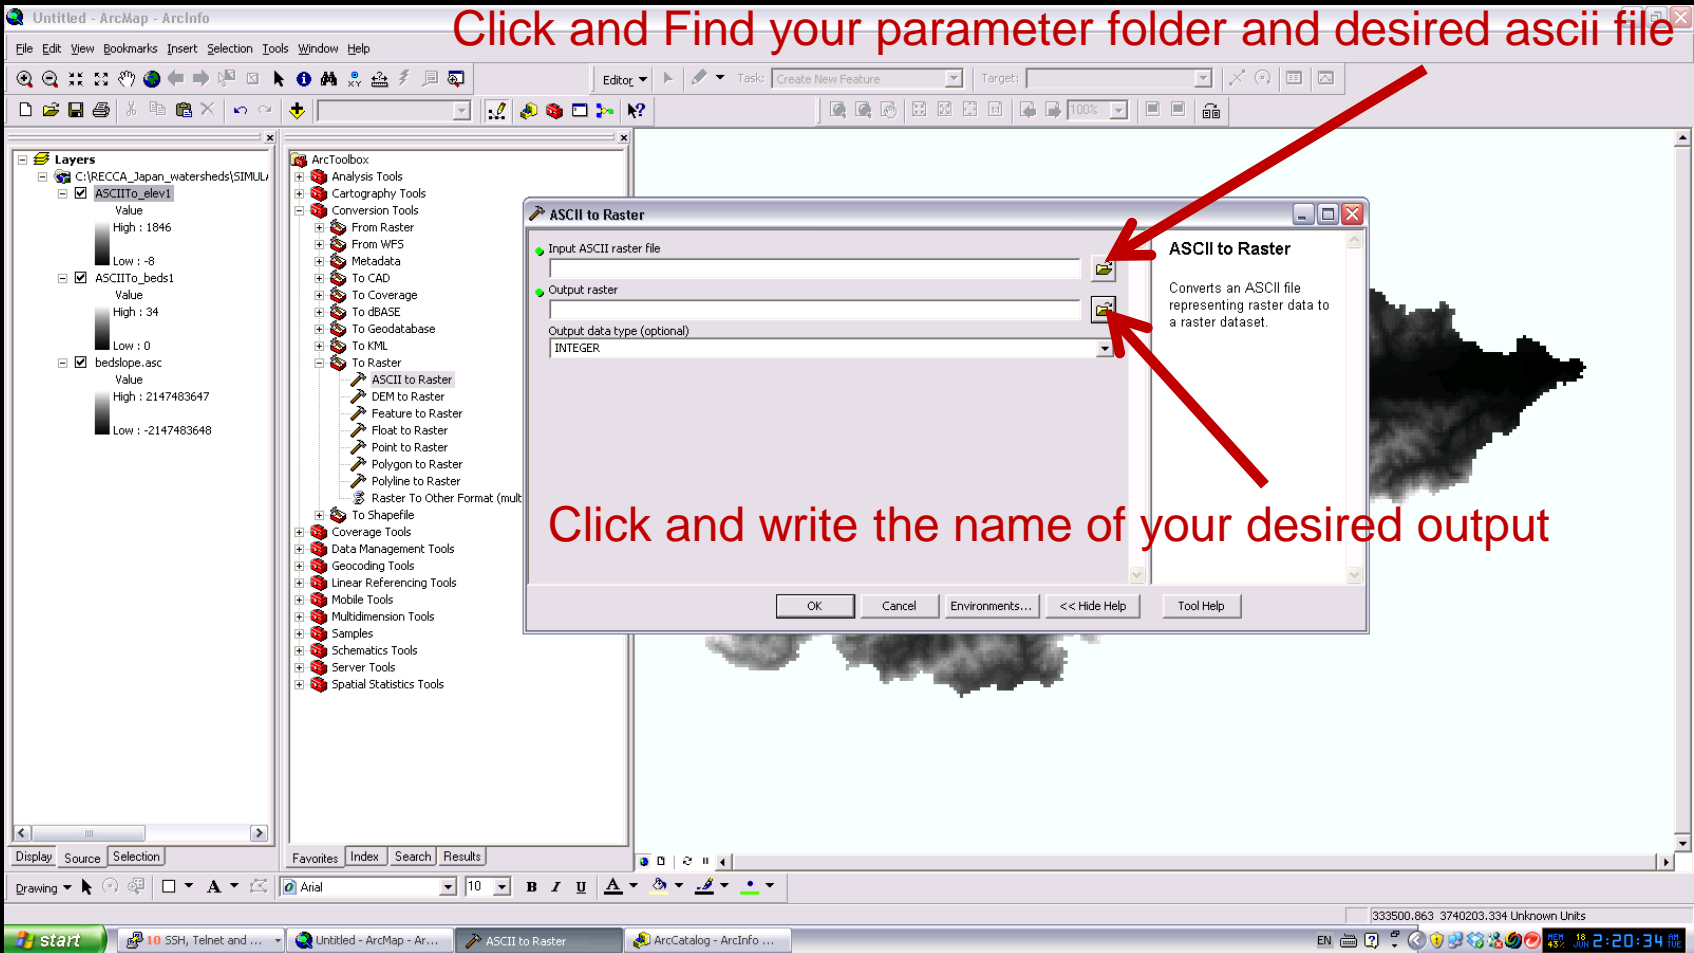 Untitled - ArcMap - ArcInfo
Click and Find your parameter folder and desired ascii file
File Edit View Bookmarks Insert Selection Tools Window Help
Editor Task: Create New Feature Target:
100%
Layers
C:\RECCA_Japan_watersheds\SIMUL
ASCIITo_elev1
Value
High : 1846
Low : -8
ASCIITo_beds1
Value
High : 34
Low : 0
bedslope.asc
Value
High : 2147483647
Low : -2147483648
ArcToolbox
Analysis Tools
Cartography Tools
Conversion Tools
From Raster
From WFS
Metadata
To CAD
To Coverage
To dBASE
To Geodatabase
To KML
To Raster
ASCII to Raster
DEM to Raster
Feature to Raster
Float to Raster
Point to Raster
Polygon to Raster
Polyline to Raster
Raster To Other Format (mult
To Shapefile
Coverage Tools
Data Management Tools
Geocoding Tools
Linear Referencing Tools
Mobile Tools
Multidimension Tools
Samples
Schematics Tools
Server Tools
Spatial Statistics Tools
ASCII to Raster
Input ASCII raster file
Output raster
Output data type (optional)
INTEGER
ASCII to Raster
Converts an ASCII file
representing raster data to
a raster dataset.
Click and write the name of your desired output
OK Cancel Environments... << Hide Help Tool Help
Display Source Selection
Favorites Index Search Results
Drawing A Arial 10 B I U A
333500.863 3740203.334 Unknown Units
start 10 SSH, Telnet and ... Untitled - ArcMap - Ar... ASCII to Raster ArcCatalog - ArcInfo ... EN MEM 43% 18 JUN 2:20:34 AM TUE